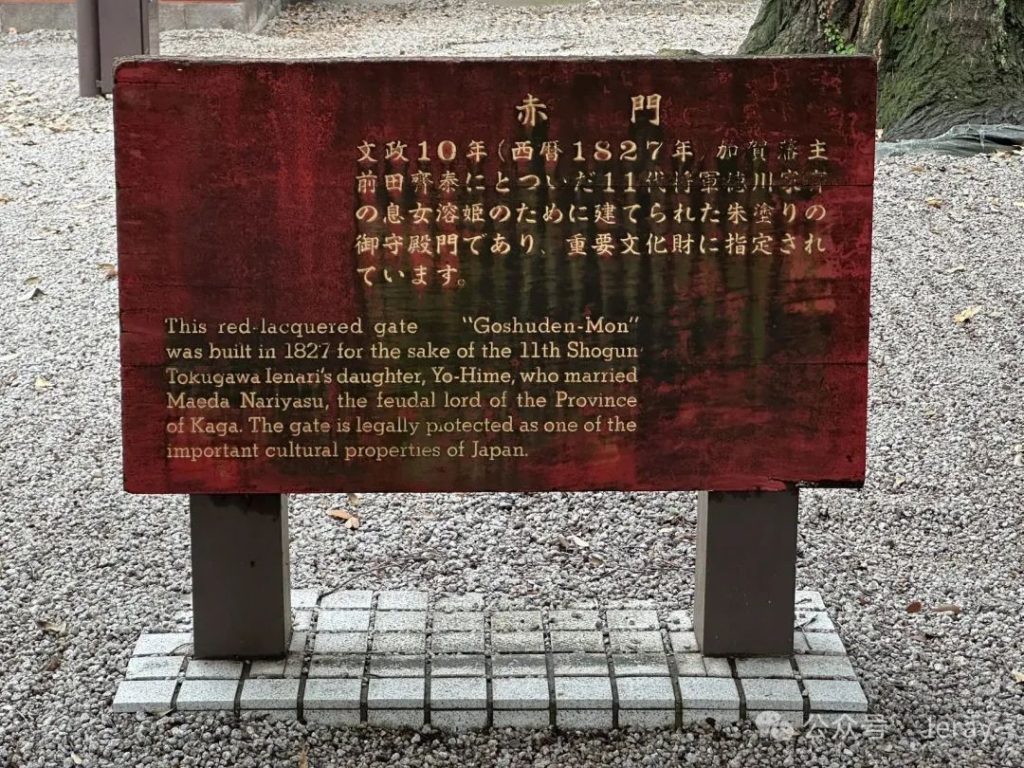 赤門
文政10年(西暦1827年 加賀藩主
前田齊泰にとついだ11代将軍徳川家齊
の息女溶姫のために建てられた朱塗りの
御守殿門であり、重要文化財に指定され
ています。
This red-lacquered gate "Goshuden-Mon"
was built in 1827 for the sake of the 11th Shogun
Tokugawa Ienari's daughter, Yo-Hime, who married
Maeda Nariyasu, the feudal lord of the Province
of Kaga. The gate is legally protected as one of the
important cultural properties of Japan.
公众号·Jeray